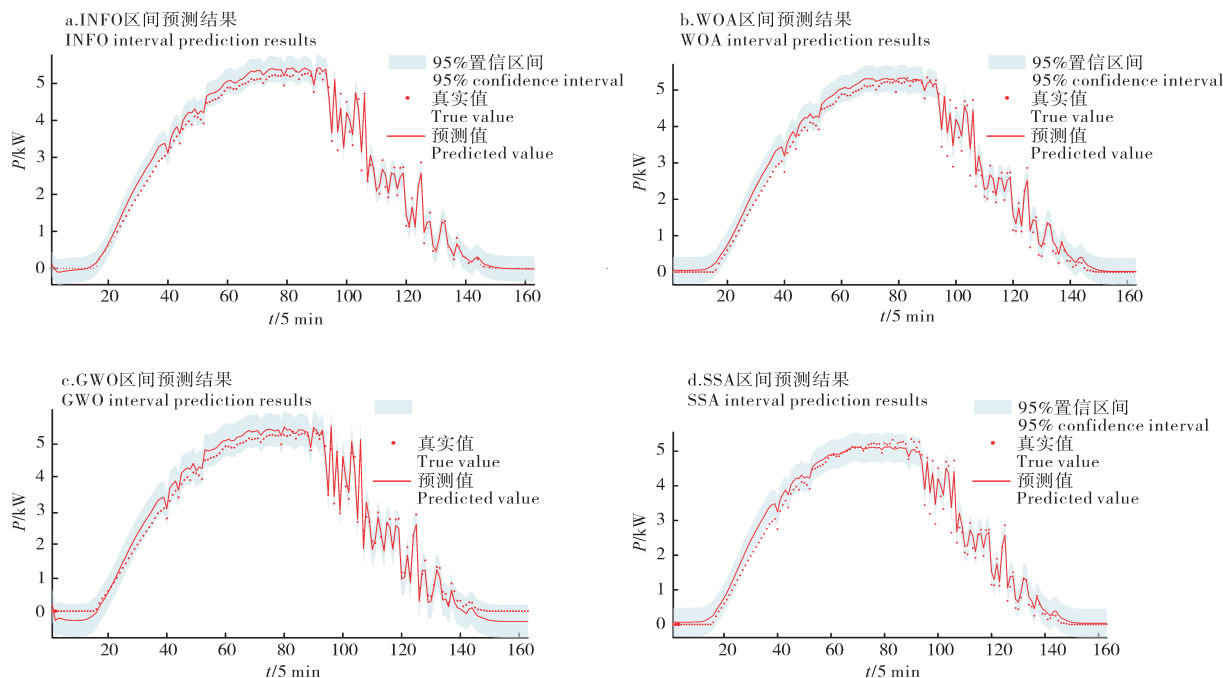 a.INFO区间预测结果
INFO interval prediction results
95%置信区间
95% confidence interval
真实值
True value
预测值
Predicted value
P/kW
5
4
3
2
1
0
20
40
60
80
100
120
140
160
t/5 min
b.WOA区间预测结果
WOA interval prediction results
95%置信区间
95% confidence interval
真实值
True value
预测值
Predicted value
P/kW
5
4
3
2
1
0
20
40
60
80
100
120
140
160
t/5 min
c.GWO区间预测结果
GWO interval prediction results
真实值
True value
预测值
Predicted value
P/kW
5
4
3
2
1
0
20
40
60
80
100
120
140
160
t/5 min
d.SSA区间预测结果
SSA interval prediction results
95%置信区间
95% confidence interval
真实值
True value
预测值
Predicted value
P/kW
5
4
3
2
1
0
20
40
60
80
100
120
140
160
t/5 min